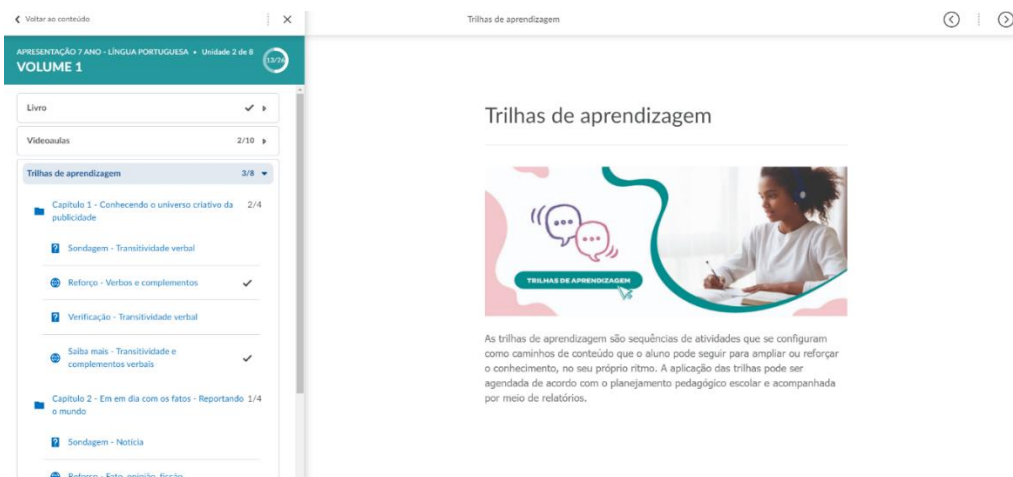 Voltar ao conteúdo
APRESENTAÇÃO 7 ANO - LÍNGUA PORTUGUESA • Unidade 2 de 8
VOLUME 1
13/26
Livro
Videoaulas 2/10
Trilhas de aprendizagem 3/8
Capítulo 1 - Conhecendo o universo criativo da 2/4
publicidade
Sondagem - Transitividade verbal
Reforço - Verbos e complementos
Verificação - Transitividade verbal
Saiba mais - Transitividade e
complementos verbais
Capítulo 2 - Em em dia com os fatos - Reportando 1/4
o mundo
Sondagem - Notícia
Reforço - Fato, opinião, ficção
Trilhas de aprendizagem
Trilhas de aprendizagem
TRILHAS DE APRENDIZAGEM
As trilhas de aprendizagem são sequências de atividades que se configuram
como caminhos de conteúdo que o aluno pode seguir para ampliar ou reforçar
o conhecimento, no seu próprio ritmo. A aplicação das trilhas pode ser
agendada de acordo com o planejamento pedagógico escolar e acompanhada
por meio de relatórios.